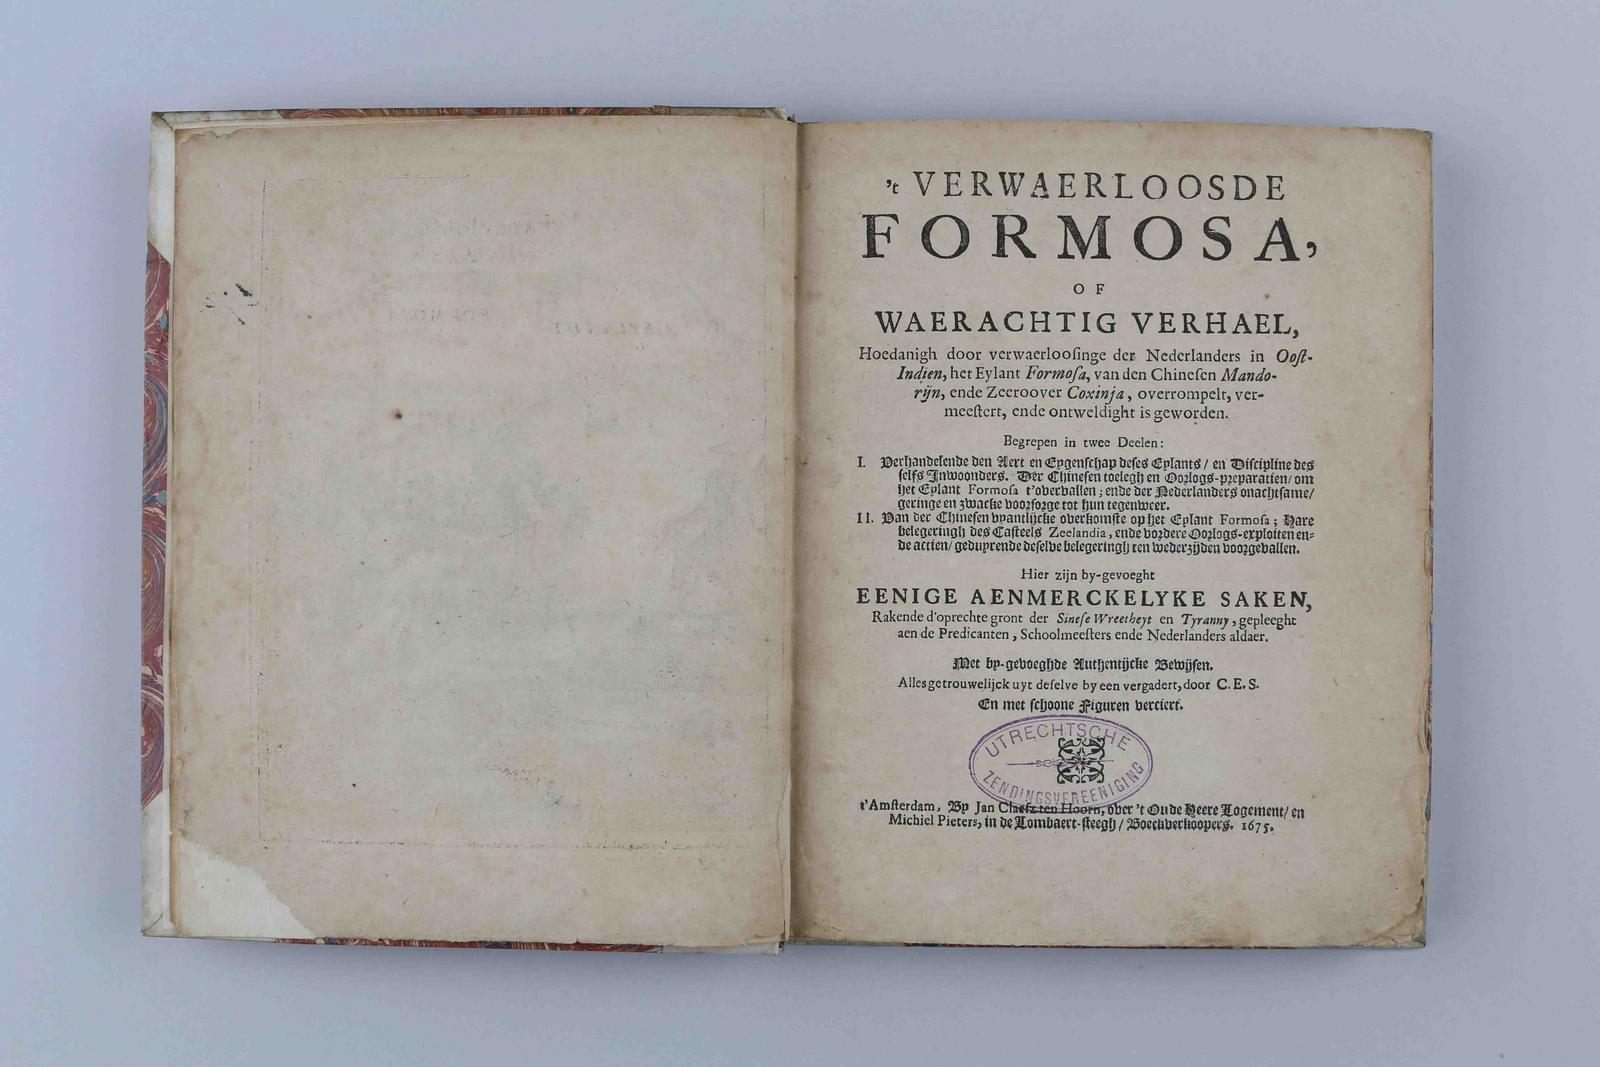 't VERWAERLOOSDE
FORMOSA,
OF
WAERACHTIG VERHAEL,
Hoedanigh door verwaerloosinge der Nederlanders in Oost-
Indien, het Eylant Formosa, van den Chinesen Mando-
rijn, ende Zeeroover Coxinja, overrompelt, ver-
meestert, ende ontweldight is geworden.
Begrepen in twee Deelen:
I. Verhandelende den Aert en Eygenschap deses Eylants / en Discipline des
selfs Inwoonders. Der Chinesen toelegh en Oorlogs-preparatien / om
het Eylant Formosa t'overvallen; ende der Nederlanders onachtsame /
geringe en zwacke voorsorge tot hun tegenweer.
II. Van der Chinesen vyantlijcke overkomste op het Eylant Formosa; Hare
belegeringh des Casteels Zeelandia, ende vordere Oorlogs-exploiten en-
de actien / geduyrende deselve belegeringh ten wederzijden voorgevallen.
Hier zijn by-gevoeght
EENIGE AENMERCKELYKE SAKEN,
Rakende d'oprechte gront der Sinese Wreetheyt en Tyranny, gepleeght
aen de Predicanten, Schoolmeesters ende Nederlanders aldaer.
Met by-gevoeghde Authentijcke Bewijsen.
Alles getrouwelijck uyt deselve by een vergadert, door C. E. S.
En met schoone Figuren verciert.
UTRECHTSCHE
ZENDINGSVEREENIGING
t'Amsterdam, By Jan Claesz ten Hoorn, over 't Oude Heere Logement / en
Michiel Pieters, in de Lombaert-steegh / Boeckverkoopers. 1675.